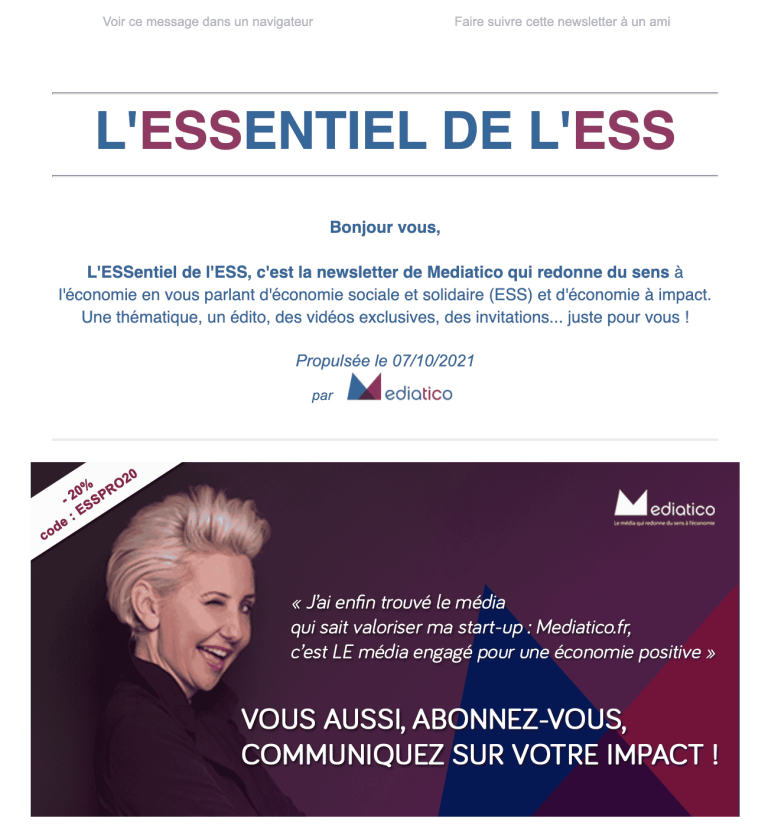 Voir ce message dans un navigateur
Faire suivre cette newsletter à un ami
L'ESSENTIEL DE L'ESS
Bonjour vous,
L'ESSentiel de l'ESS, c'est la newsletter de Mediatico qui redonne du sens à
l'économie en vous parlant d'économie sociale et solidaire (ESS) et d'économie à impact.
Une thématique, un édito, des vidéos exclusives, des invitations... juste pour vous !
Propulsée le 07/10/2021
par Mediatico
- 20%
code : ESSPRO20
Mediatico
Le média qui redonne du sens à l'économie
« J'ai enfin trouvé le média
qui sait valoriser ma start-up : Mediatico.fr,
c'est LE média engagé pour une économie positive »
VOUS AUSSI, ABONNEZ-VOUS,
COMMUNIQUEZ SUR VOTRE IMPACT !